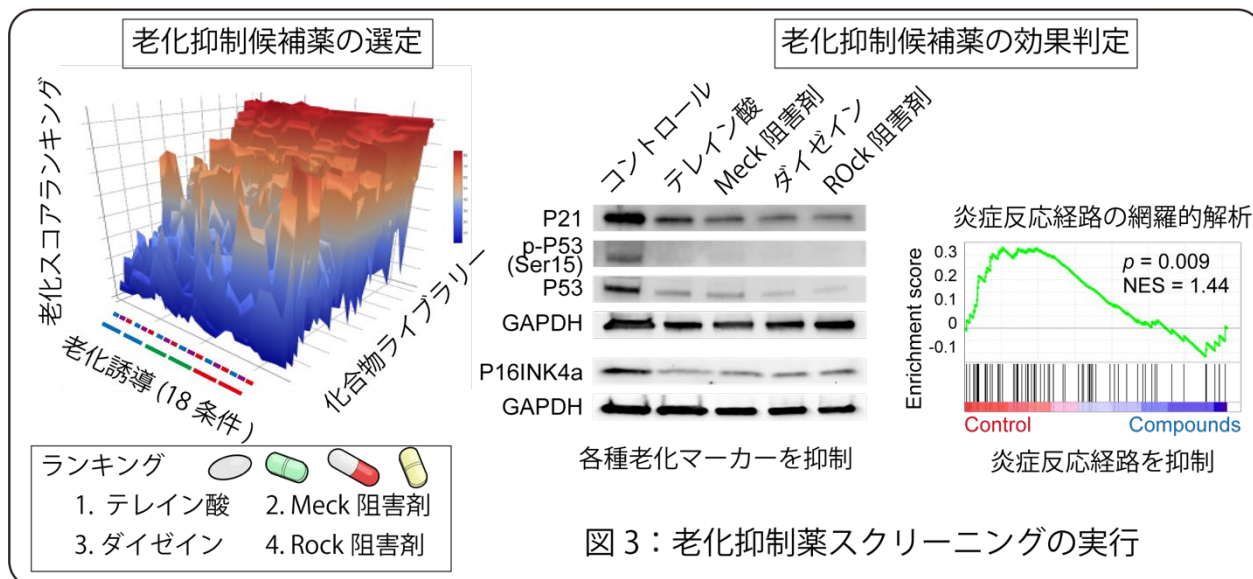 老化抑制候補薬の選定
老化スコアランキング
老化誘導 (18 条件 )
化合物ライブラリー
ランキング
1. テレイン酸
2. Meck 阻害剤
3. ダイゼイン
4. Rock 阻害剤
老化抑制候補薬の効果判定
コントロール
テレイン酸
Meck 阻害剤
ダイゼイン
ROck 阻害剤
P21
p-P53
(Ser15)
P53
GAPDH
P16INK4a
GAPDH
各種老化マーカーを抑制
炎症反応経路の網羅的解析
Enrichment score
0.3
0.2
0.1
0
-0.1
p = 0.009
NES = 1.44
Control
Compounds
炎症反応経路を抑制
図 3：老化抑制薬スクリーニングの実行